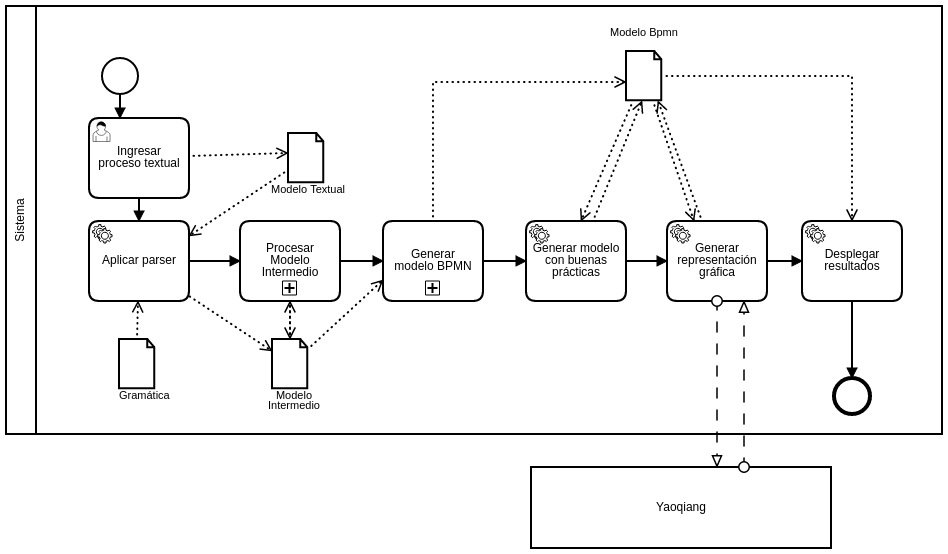 Modelo Bpmn
Sistema
Ingresar
proceso textual
Modelo Textual
Aplicar parser
Procesar
Modelo
Intermedio
Generar
modelo BPMN
Generar modelo
con buenas
prácticas
Generar
representación
gráfica
Desplegar
resultados
Gramática
Modelo
Intermedio
Yaoqiang